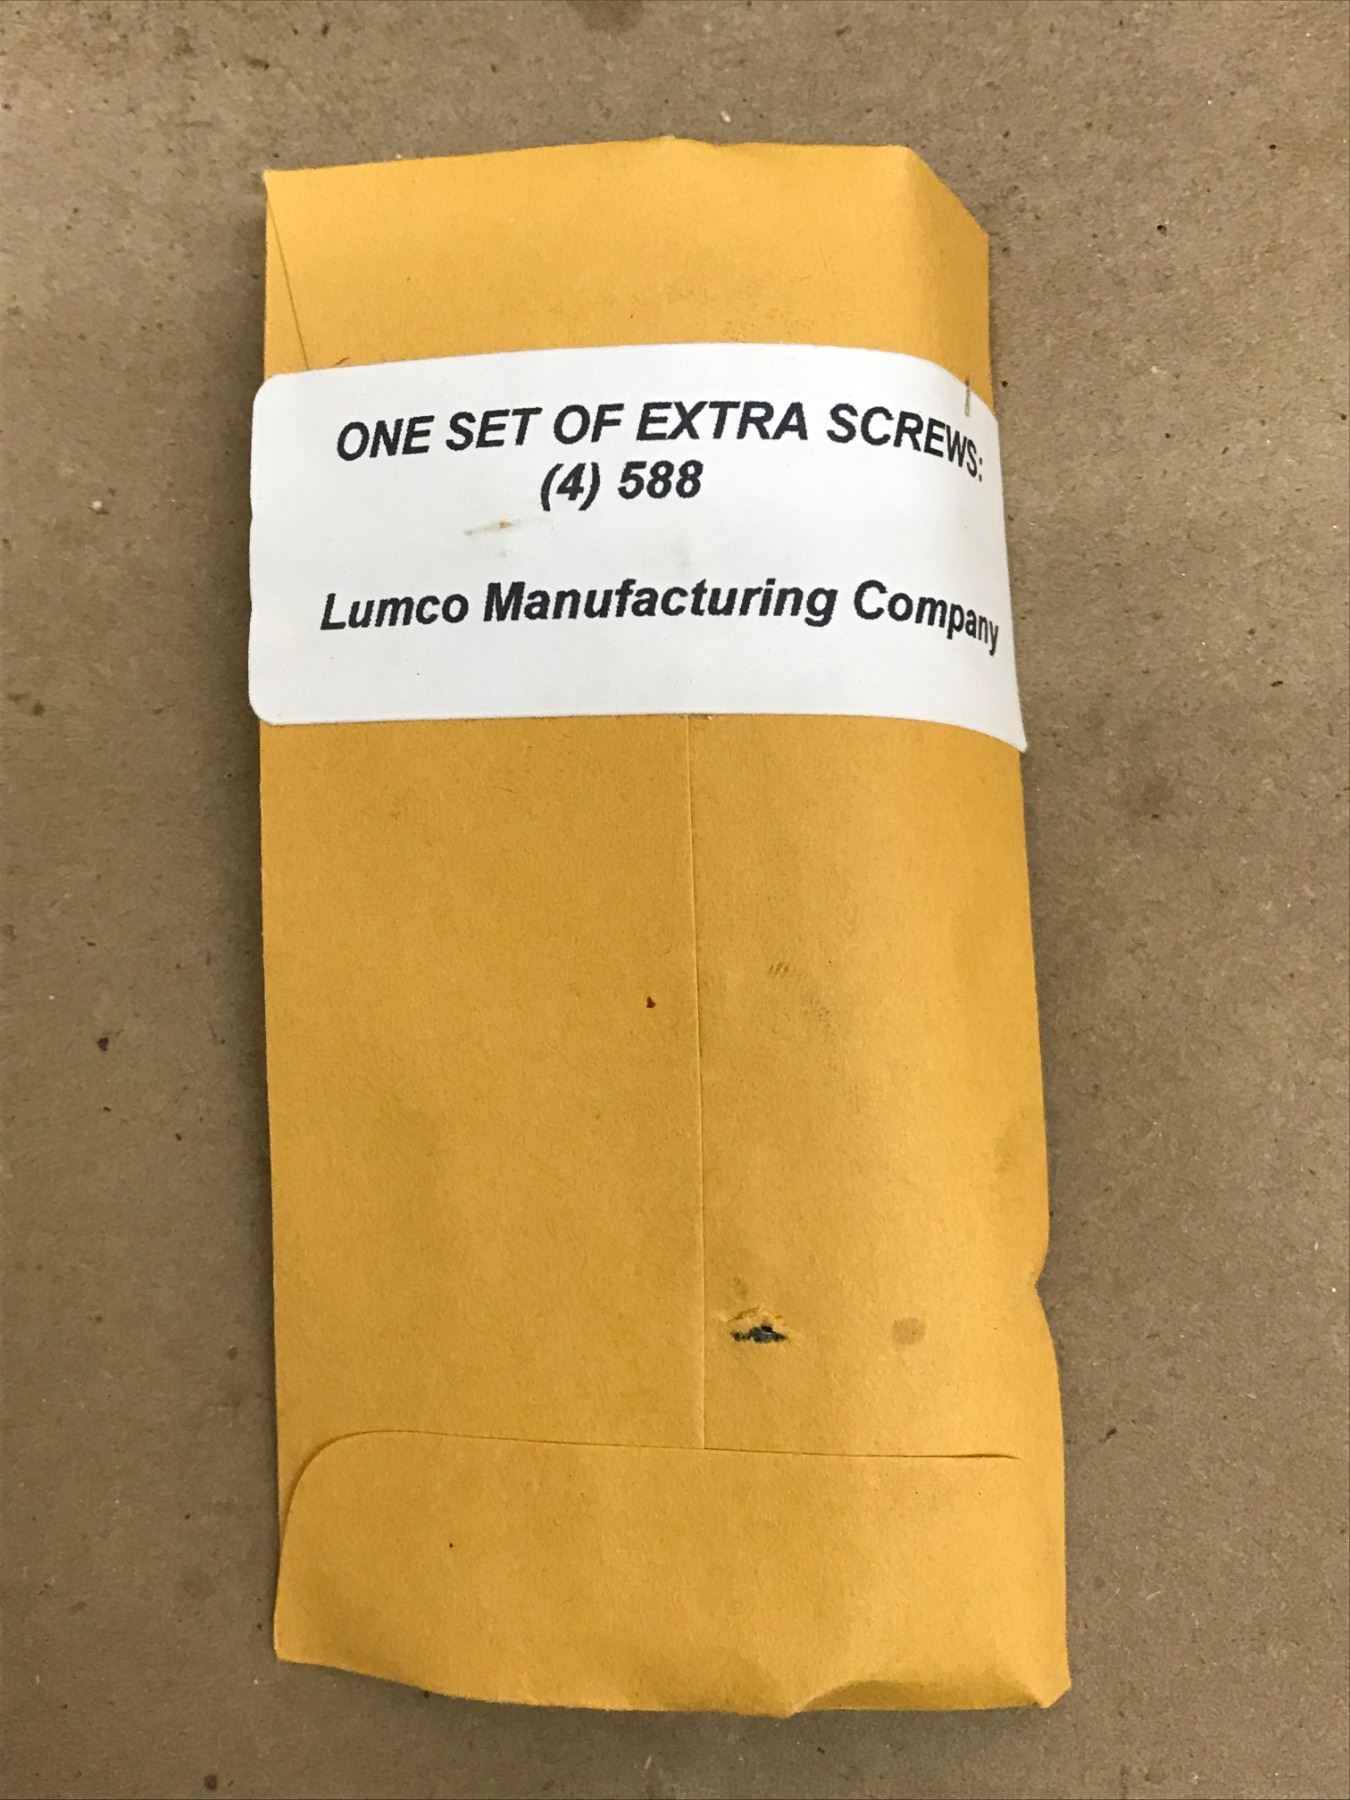 ONE SET OF EXTRA SCREWS:
(4) 588
Lumco Manufacturing Company